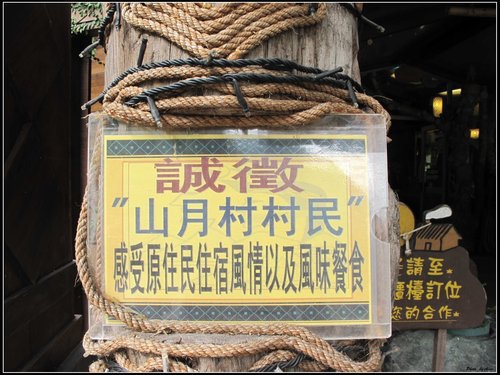 誠徵
"山月村村民"
感受原住民住宿風情以及風味餐食
請至
櫃檯訂位
您的合作